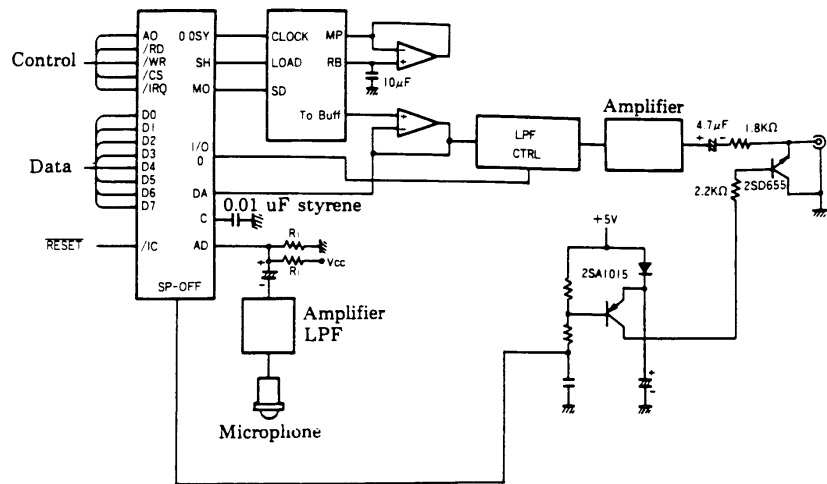 Control
A0
/RD
/WR
/CS
/IRQ
Data
D0
D1
D2
D3
D4
D5
D6
D7
RESET
/IC
O.OSY
SH
MO
I/O
0
DA
C
AD
SP-OFF
CLOCK
LOAD
SD
MP
RB
To Buff
10μF
0.01 uF styrene
R1
R1
Vcc
Amplifier
LPF
Microphone
LPF
CTRL
Amplifier
4.7μF
1.8KΩ
2.2KΩ
2SD655
+5V
2SA1015
+
-
+
-
+
-
+
-
+
-